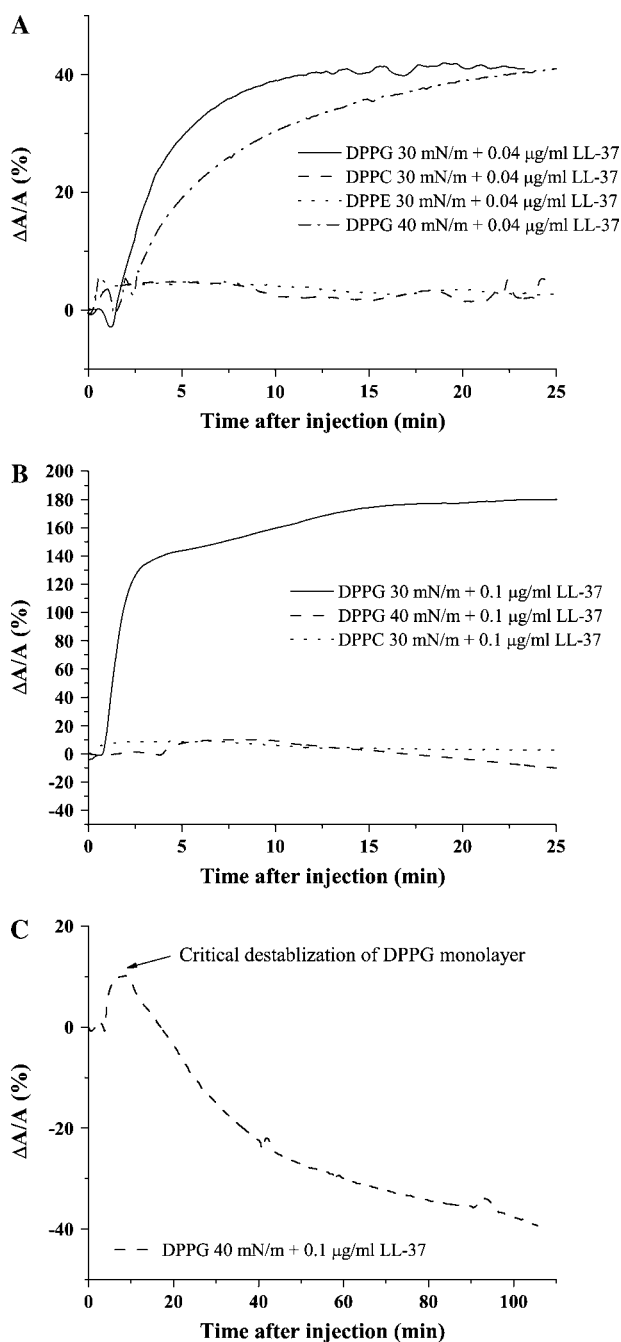 A
ΔA/A (%)
40
20
0
DPPG 30 mN/m + 0.04 μg/ml LL-37
DPPC 30 mN/m + 0.04 μg/ml LL-37
DPPE 30 mN/m + 0.04 μg/ml LL-37
DPPG 40 mN/m + 0.04 μg/ml LL-37
0 5 10 15 20 25
Time after injection (min)
B
ΔA/A (%)
200
180
160
140
120
100
80
60
40
20
0
-20
-40
DPPG 30 mN/m + 0.1 μg/ml LL-37
DPPG 40 mN/m + 0.1 μg/ml LL-37
DPPC 30 mN/m + 0.1 μg/ml LL-37
0 5 10 15 20 25
Time after injection (min)
C
ΔA/A (%)
20
0
-20
-40
Critical destablization of DPPG monolayer
DPPG 40 mN/m + 0.1 μg/ml LL-37
0 20 40 60 80 100
Time after injection (min)